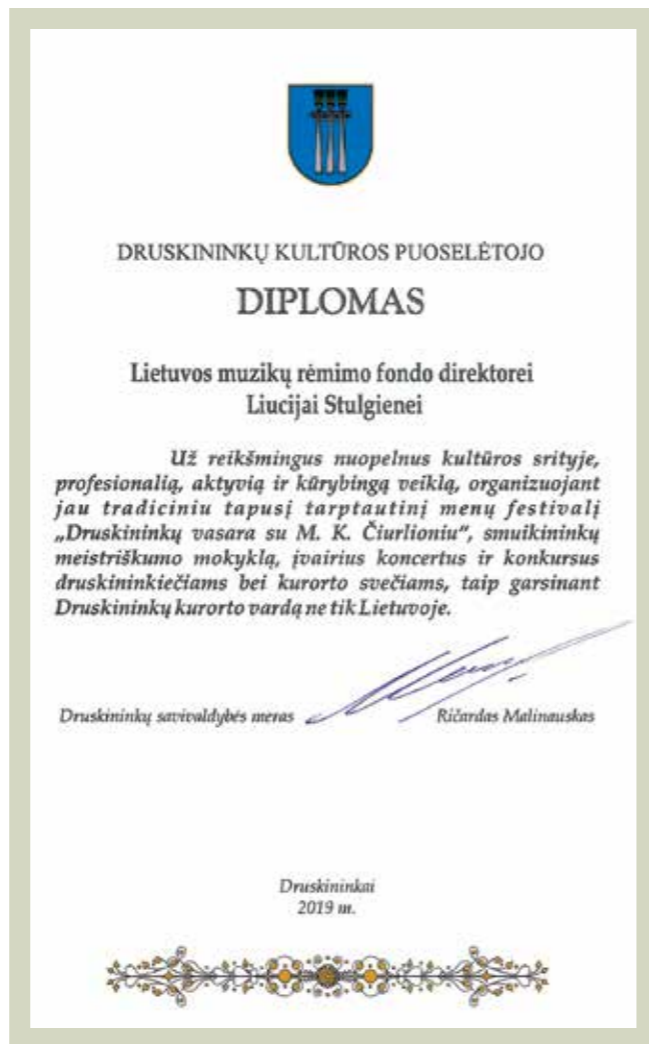 DRUSKININKŲ KULTŪROS PUOSELĖTOJO
DIPLOMAS
Lietuvos muzikų rėmimo fondo direktorei
Liucijai Stulgienei
Už reikšmingus nuopelnus kultūros srityje,
profesionalią, aktyvią ir kūrybingą veiklą, organizuojant
jau tradiciniu tapusį tarptautinį menų festivalį
„Druskininkų vasara su M. K. Čiurlioniu", smuikininkų
meistriškumo mokyklą, įvairius koncertus ir konkursus
druskininkiečiams bei kurorto svečiams, taip garsinant
Druskininkų kurorto vardą ne tik Lietuvoje.
Druskininkų savivaldybės meras Ričardas Malinauskas
Druskininkai
2019 m.